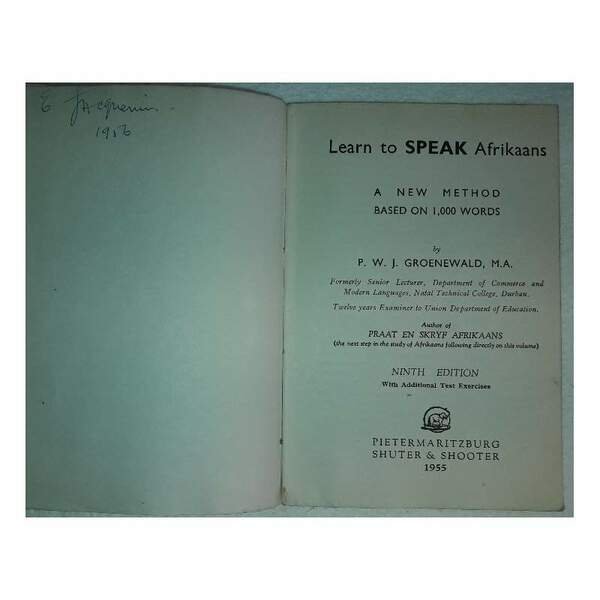 E
1956
Learn to SPEAK Afrikaans
A NEW METHOD
BASED ON 1,000 WORDS
by
P. W. J. GROENEWALD, M.A.
Formerly Senior Lecturer, Department of Commerce and
Modern Languages, Natal Technical College, Durban.
Twelve years Examiner to Union Department of Education.
Author of
PRAAT EN SKRYF AFRIKAANS
(the next step in the study of Afrikaans following directly on this volume)
NINTH EDITION
With Additional Test Exercises
PIETERMARITZBURG
SHUTER & SHOOTER
1955